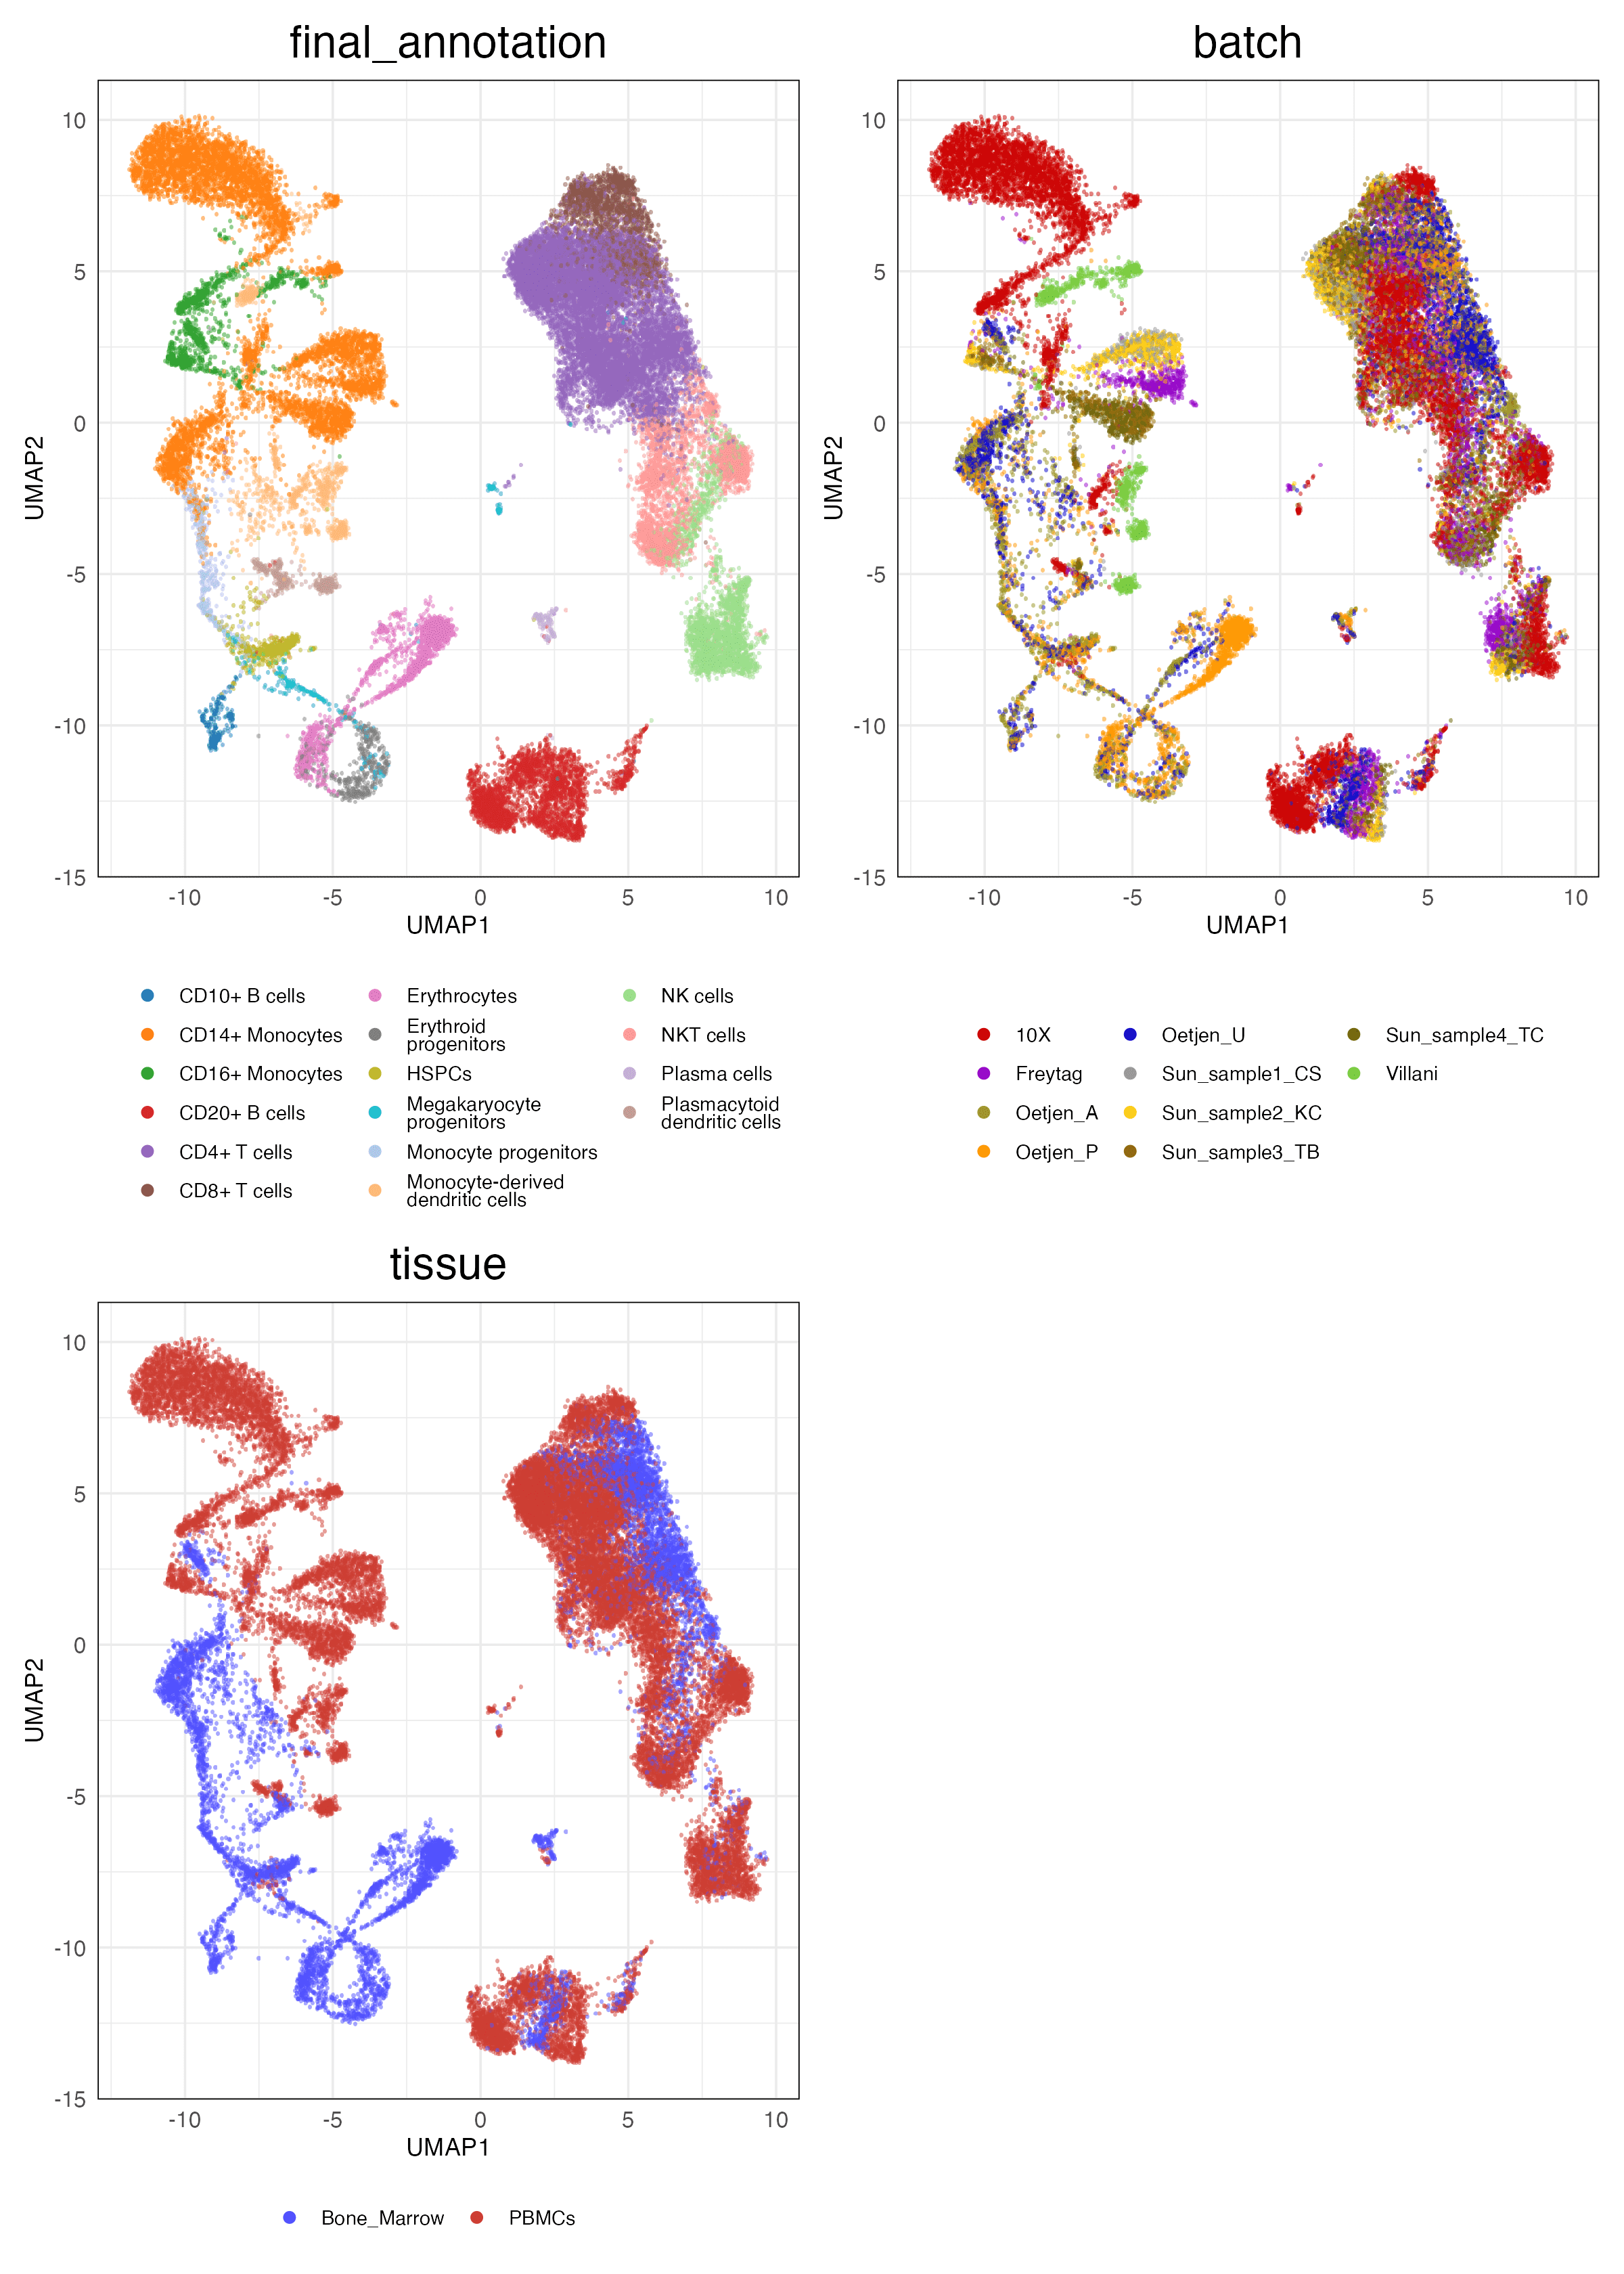 final_annotation
batch
10
5
0
-5
-10
-15
UMAP2
-10
-5
0
5
10
UMAP1
10
5
0
-5
-10
-15
UMAP2
-10
-5
0
5
10
UMAP1
CD10+ B cells
CD14+ Monocytes
CD16+ Monocytes
CD20+ B cells
CD4+ T cells
CD8+ T cells
Erythrocytes
Erythroid
progenitors
HSPCs
Megakaryocyte
progenitors
Monocyte progenitors
Monocyte-derived
dendritic cells
NK cells
NKT cells
Plasma cells
Plasmacytoid
dendritic cells
10X
Freytag
Oetjen_A
Oetjen_P
Oetjen_U
Sun_sample1_CS
Sun_sample2_KC
Sun_sample3_TB
Sun_sample4_TC
Villani
tissue
10
5
0
-5
-10
-15
UMAP2
-10
-5
0
5
10
UMAP1
Bone_Marrow
PBMCs